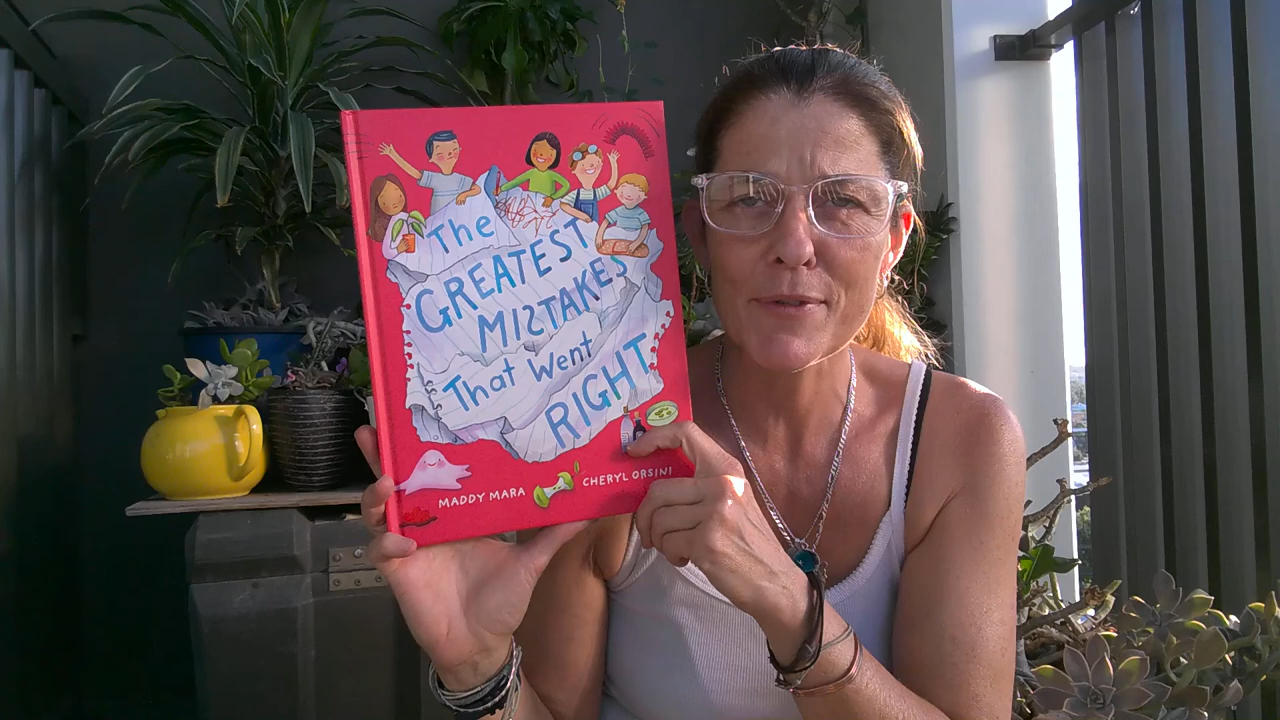 The
GREATEST
MISTAKES
That Went
RIGHT
MADDY MARA
CHERYL ORSINI